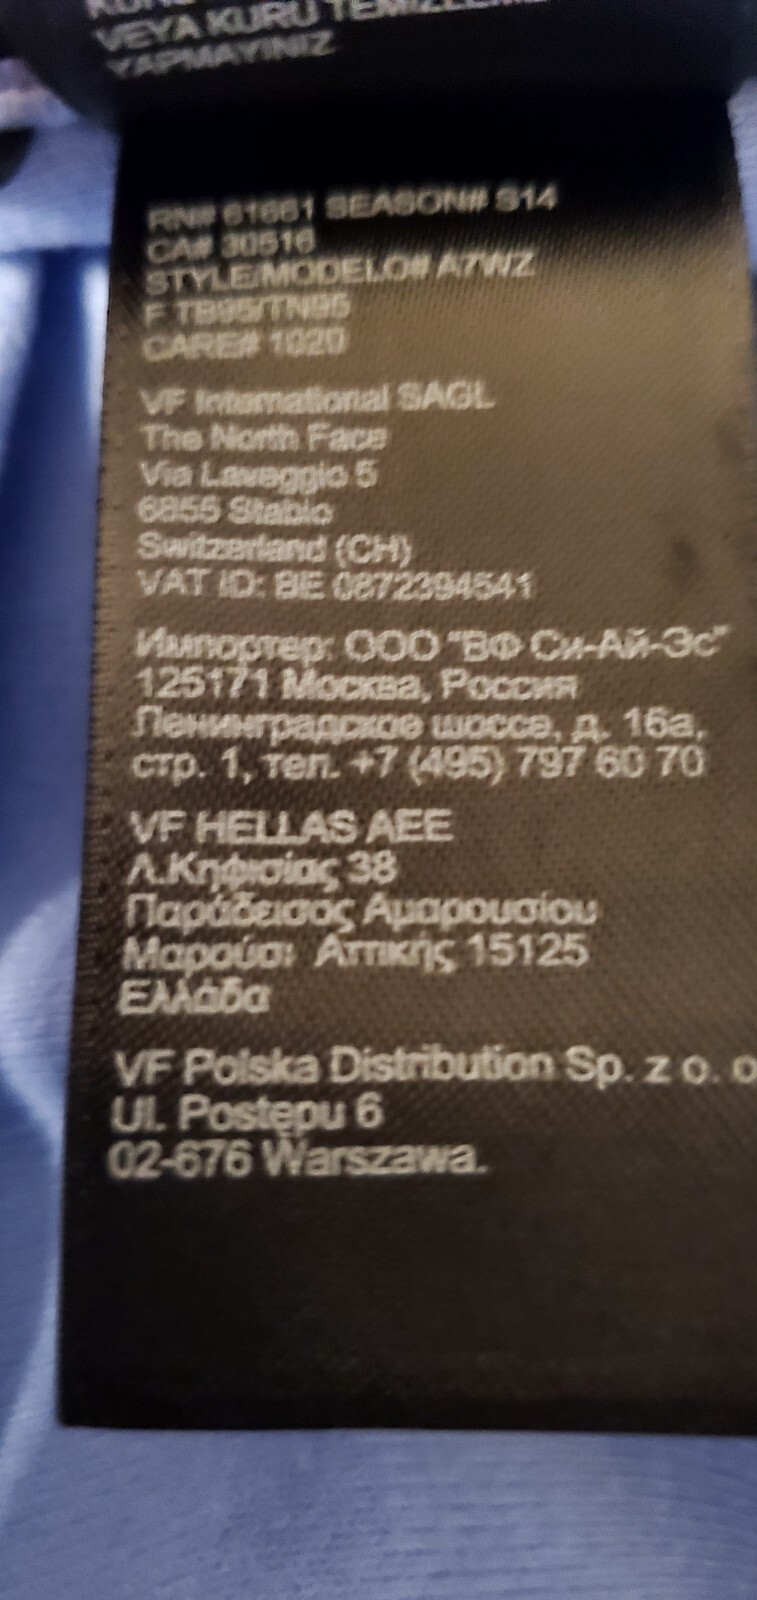 VEYA KURU TEMİZLEME
YAPMAYINIZ
RN# 61661 SEASON# S14
CA# 30516
STYLE/MODELO# A7WZ
F TB95/TN95
CARE# 1020
VF International SAGL
The North Face
Via Laveggio 5
6855 Stabio
Switzerland (CH)
VAT ID: BE 0872394541
Импортер: ООО "ВФ Си-Ай-Эс"
125171 Москва, Россия
Ленинградское шоссе, д. 16а,
стр. 1, тел. +7 (495) 797 60 70
VF HELLAS AEE
Λ.Κηφισίας 38
Παράδεισος Αμαρουσίου
Μαρούσι Αττικής 15125
Ελλάδα
VF Polska Distribution Sp. z o. o
Ul. Postępu 6
02-676 Warszawa.